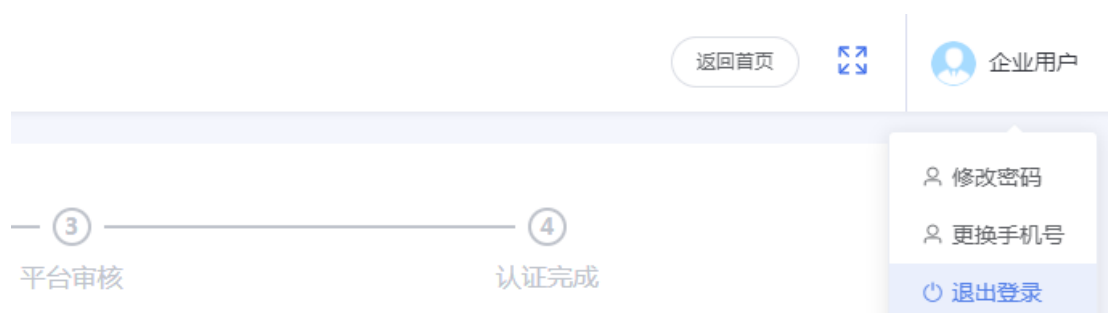 返回首页
企业用户
修改密码
更换手机号
退出登录
3
4
平台审核
认证完成